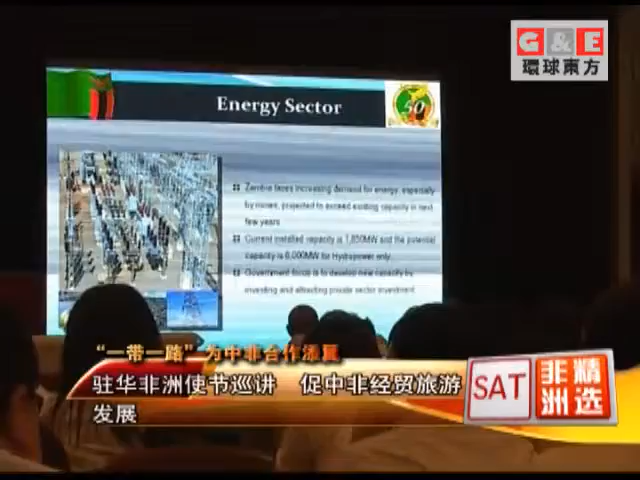 G&E
環球東方
Energy Sector
50
Zambia faces increasing demand for energy, especially
by mines, projected to exceed existing capacity in next
few years
Current installed capacity is 1,850MW and the potential
capacity is 6,000MW for Hydropower only.
Government focus is to develop new capacity by
investing and attracting private sector investment
“一带一路”为中非合作添翼
驻华非洲使节巡讲 促中非经贸旅游
发展
SAT
非洲
精选